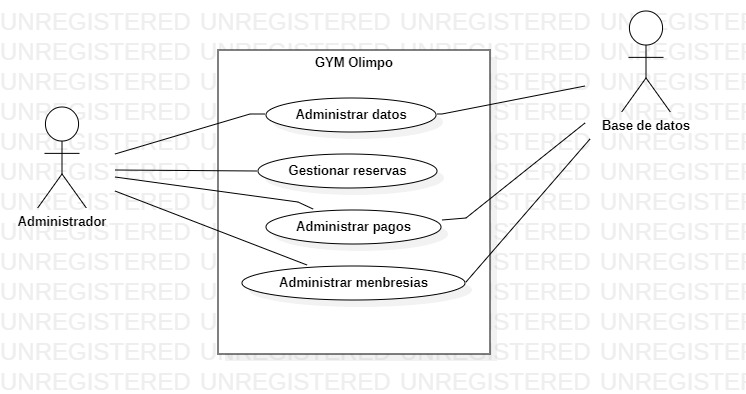 UNREGISTERED UNREGISTERED UNREGISTERED UNREGISTERED
GYM Olimpo
Administrar datos
Base de datos
Gestionar reservas
Administrador
Administrar pagos
Administrar menbresias